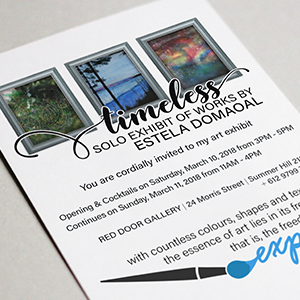 timeless
SOLO EXHIBIT OF WORKS BY
ESTELA DOMAOAL
You are cordially invited to my art exhibit
Opening & Cocktails on Saturday, March 10, 2018 from 3PM - 5PM
Continues on Sunday, March 11, 2018 from 11AM - 4PM
RED DOOR GALLERY | 24 Morris Street | Summer Hill
+ 612 9799
with countless colours, shapes and
the essence of art lies in its
that is, the
exp